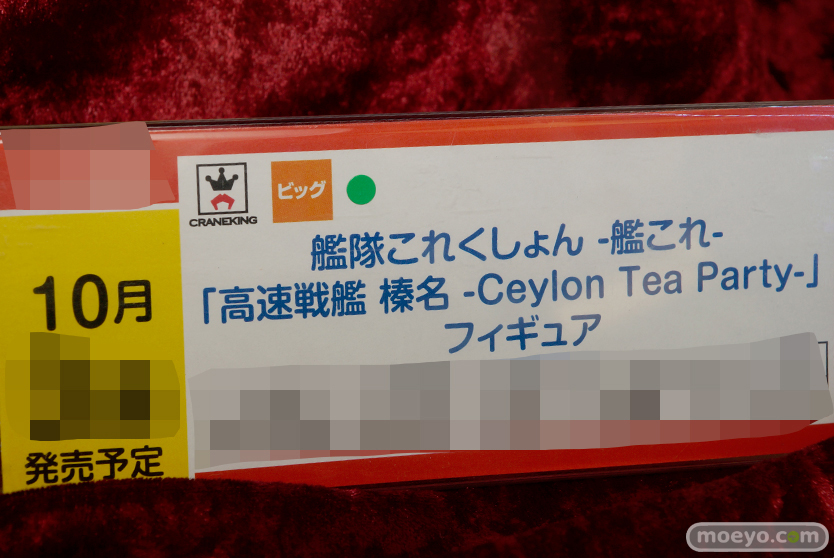 CRANEKING
ビッグ
艦隊これくしょん -艦これ-
「高速戦艦 榛名 -Ceylon Tea Party-」
フィギュア
10月
発売予定
moeyo.com